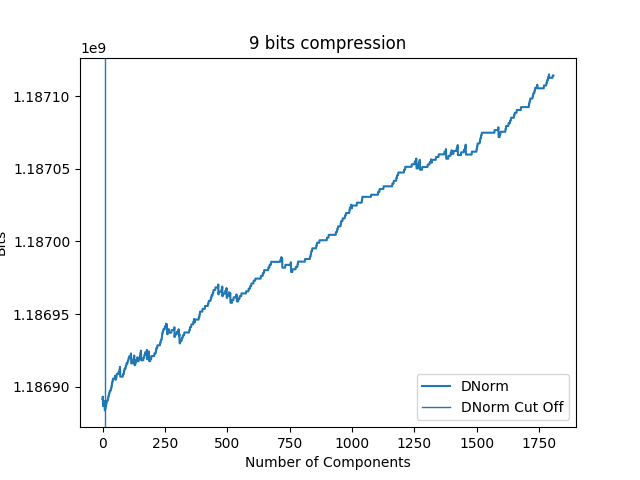 9 bits compression
1e9
1.18710
1.18705
1.18700
1.18695
1.18690
Bits
0 250 500 750 1000 1250 1500 1750
Number of Components
DNorm
DNorm Cut Off